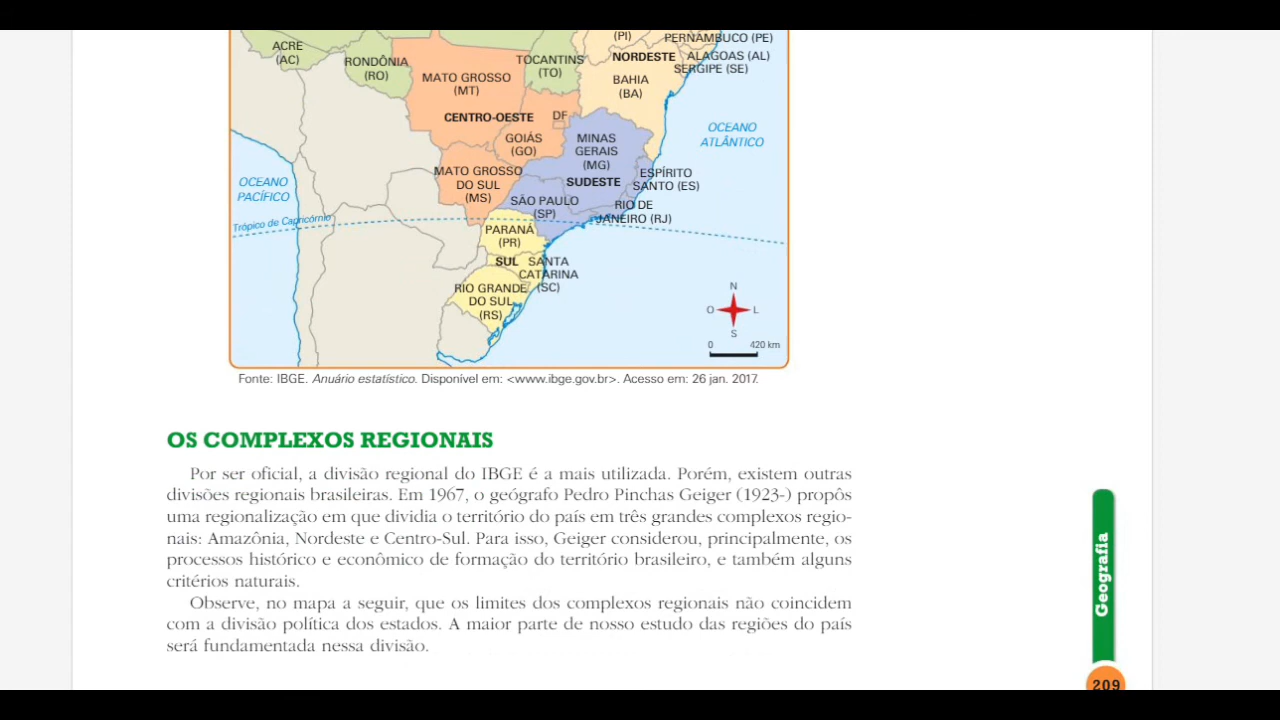 (PI)
PERNAMBUCO (PE)
ACRE
(AC)
RONDÔNIA
(RO)
TOCANTINS
(TO)
NORDESTE
ALAGOAS (AL)
SERGIPE (SE)
MATO GROSSO
(MT)
BAHIA
(BA)
CENTRO-OESTE
DF
OCEANO
ATLÂNTICO
GOIÁS
(GO)
MINAS
GERAIS
(MG)
MATO GROSSO
DO SUL
(MS)
SUDESTE
ESPÍRITO
SANTO (ES)
OCEANO
PACÍFICO
SÃO PAULO
(SP)
RIO DE
JANEIRO (RJ)
Trópico de Capricórnio
PARANÁ
(PR)
SUL
SANTA
CATARINA
(SC)
RIO GRANDE
DO SUL
(RS)
N
O
L
S
0 420 km
Fonte: IBGE. Anuário estatístico. Disponível em: <www.ibge.gov.br>. Acesso em: 26 jan. 2017.
OS COMPLEXOS REGIONAIS
Por ser oficial, a divisão regional do IBGE é a mais utilizada. Porém, existem outras
divisões regionais brasileiras. Em 1967, o geógrafo Pedro Pinchas Geiger (1923-) propôs
uma regionalização em que dividia o território do país em três grandes complexos regio-
nais: Amazônia, Nordeste e Centro-Sul. Para isso, Geiger considerou, principalmente, os
processos histórico e econômico de formação do território brasileiro, e também alguns
critérios naturais.
Observe, no mapa a seguir, que os limites dos complexos regionais não coincidem
com a divisão política dos estados. A maior parte de nosso estudo das regiões do país
será fundamentada nessa divisão.
Geografia
209